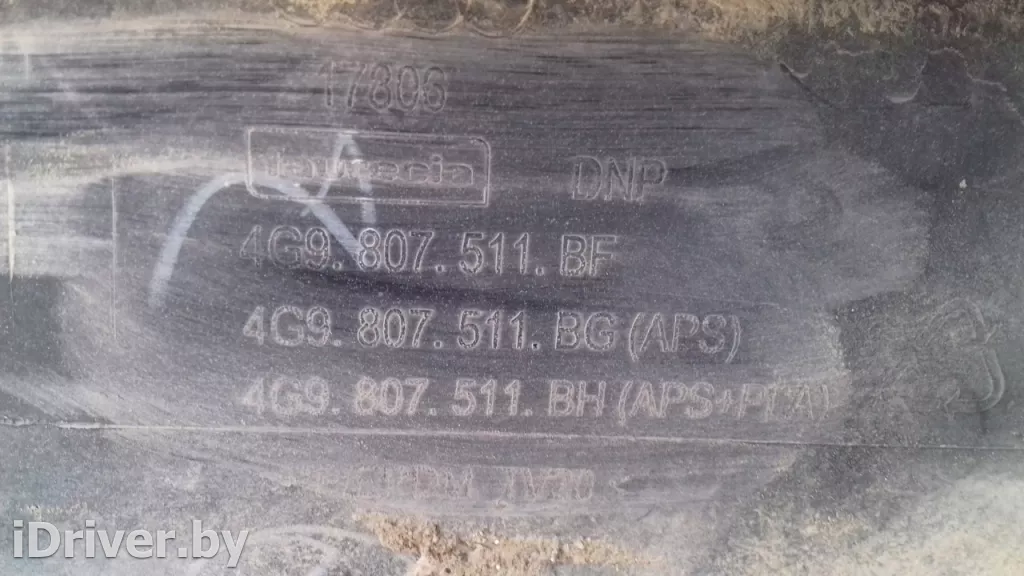 17806
faurecia DNP
4G9. 807. 511. BF
4G9. 807. 511. BG (APS)
4G9. 807. 511. BH (APS+PLA)
iDriver.by